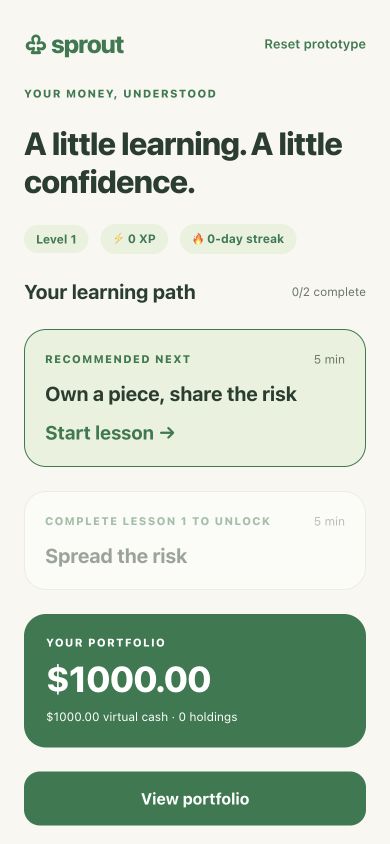 sprout
Reset prototype
YOUR MONEY, UNDERSTOOD
A little learning. A little
confidence.
Level 1
⚡ 0 XP
🔥 0-day streak
Your learning path
0/2 complete
RECOMMENDED NEXT
5 min
Own a piece, share the risk
Start lesson →
COMPLETE LESSON 1 TO UNLOCK
5 min
Spread the risk
YOUR PORTFOLIO
$1000.00
$1000.00 virtual cash · 0 holdings
View portfolio